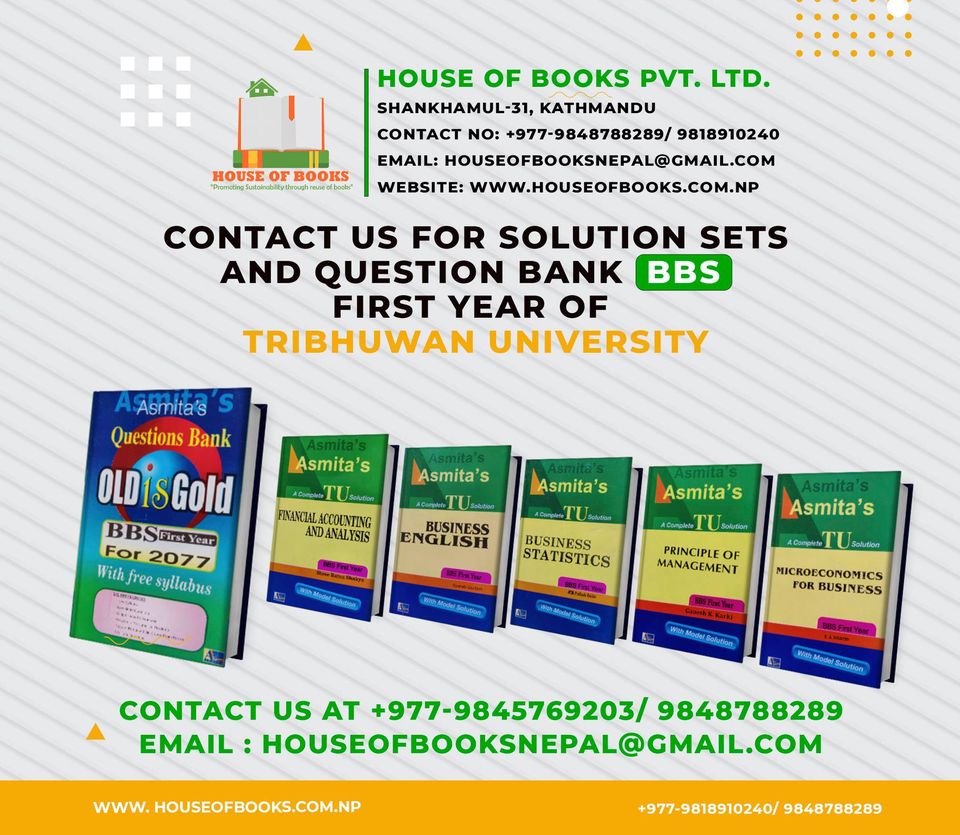 HOUSE OF BOOKS PVT. LTD.
SHANKHAMUL-31, KATHMANDU
CONTACT NO: +977-9848788289/ 9818910240
EMAIL: HOUSEOFBOOKSNEPAL@GMAIL.COM
WEBSITE: WWW.HOUSEOFBOOKS.COM.NP
HOUSE OF BOOKS
"Promoting Sustainability through reuse of books"
CONTACT US FOR SOLUTION SETS
AND QUESTION BANK BBS
FIRST YEAR OF
TRIBHUWAN UNIVERSITY
Asmita's
Asmita's
Questions Bank
OLD is Gold
BBS First Year
For 2077
With free syllabus
Asmita's
Asmita's
A Complete TU Solution
FINANCIAL ACCOUNTING
AND ANALYSIS
BBS First Year
With Model Solution
Asmita's
Asmita's
A Complete TU Solution
BUSINESS
ENGLISH
BBS First Year
With Model Solution
Asmita's
Asmita's
A Complete TU Solution
BUSINESS
STATISTICS
BBS First Year
With Model Solution
Asmita's
Asmita's
A Complete TU Solution
PRINCIPLE OF
MANAGEMENT
BBS First Year
Ganesh K. Karki
With Model Solution
Asmita's
Asmita's
A Complete TU Solution
MICROECONOMICS
FOR BUSINESS
BBS First Year
With Model Solution
CONTACT US AT +977-9845769203/ 9848788289
EMAIL : HOUSEOFBOOKSNEPAL@GMAIL.COM
WWW. HOUSEOFBOOKS.COM.NP
+977-9818910240/ 9848788289